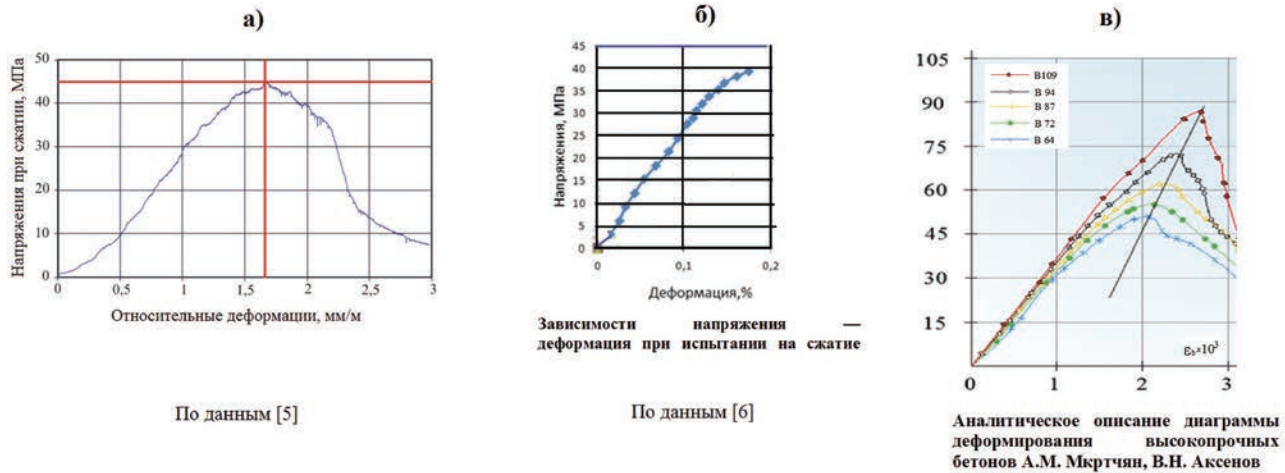 а)
Напряжения при сжатии, МПа
50
40
30
20
10
0
0
0,5
1
1,5
2
2,5
3
Относительные деформации, мм/м
По данным [5]
б)
Напряжения, МПа
45
40
35
30
25
20
15
10
5
0
0
0,1
0,2
Деформация,%
Зависимости напряжения —
деформация при испытании на сжатие
По данным [6]
в)
105
90
75
60
45
30
15
B109
B 94
B 87
B 72
B 64
0
1
2
3
εb×10³
Аналитическое описание диаграммы
деформирования высокопрочных
бетонов А.М. Мкртчян, В.Н. Аксенов